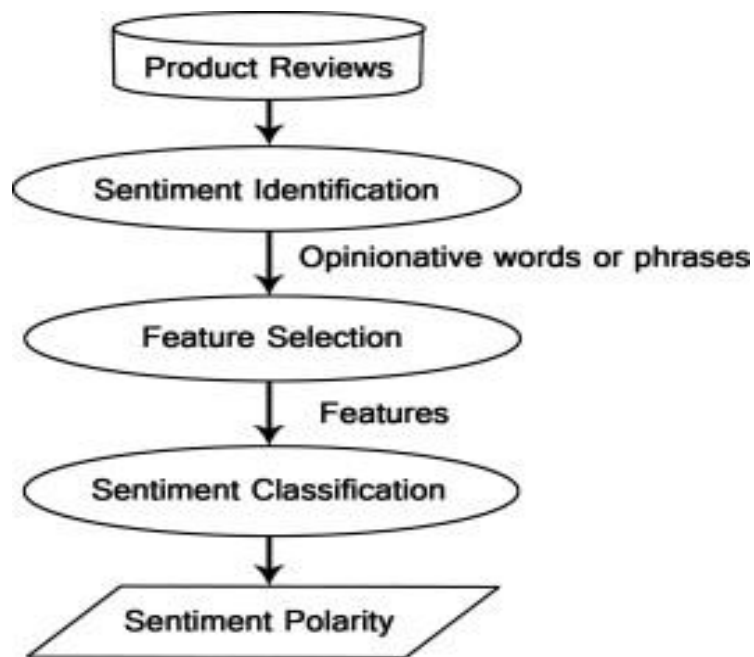 Product Reviews
Sentiment Identification
Opinionative words or phrases
Feature Selection
Features
Sentiment Classification
Sentiment Polarity